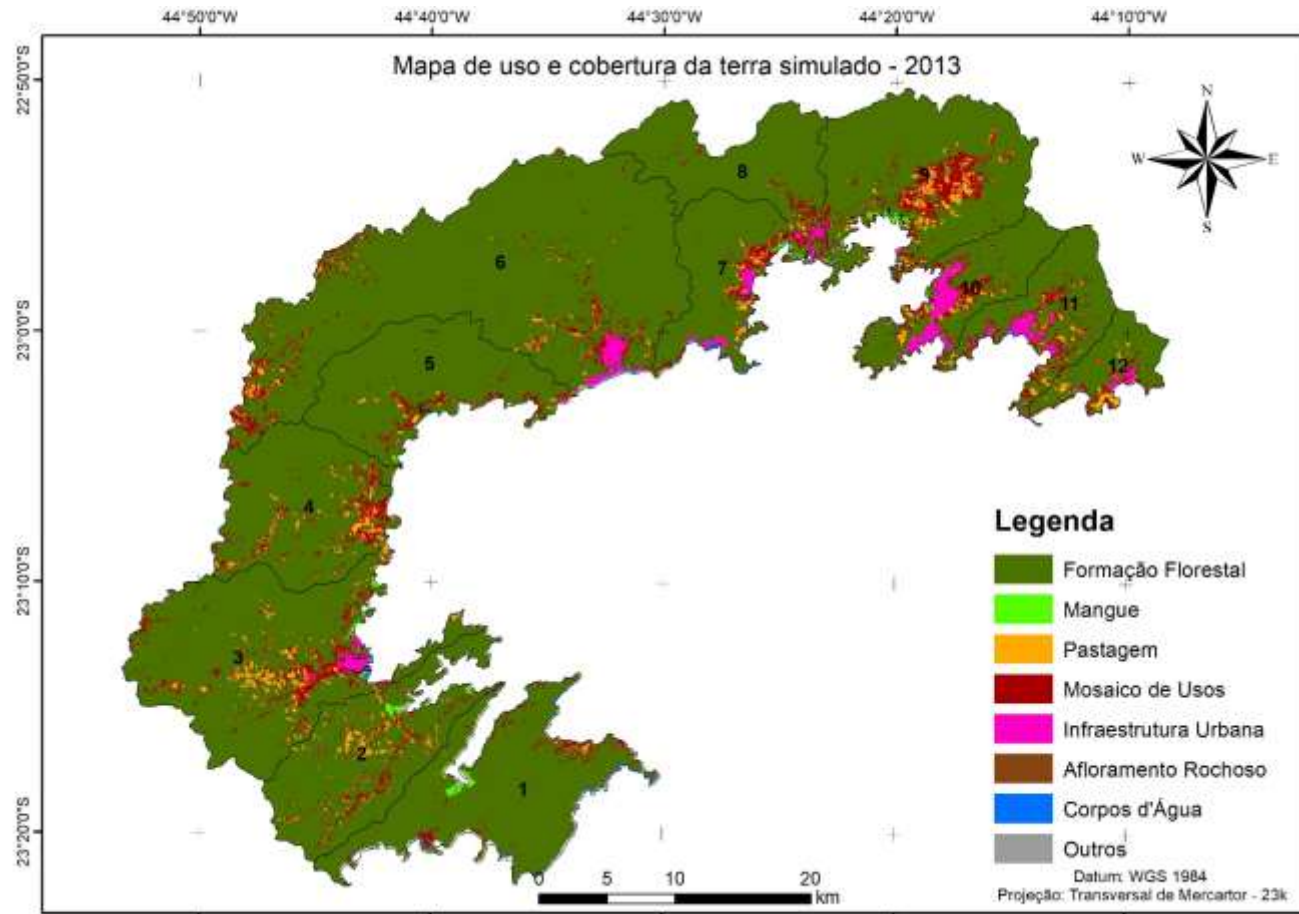 44°50'0"W 44°40'0"W 44°30'0"W 44°20'0"W 44°10'0"W
Mapa de uso e cobertura da terra simulado - 2013
22°50'0"S
N
W E
S
8
9
6
7
10
11
23°0'0"S
5
12
4
Legenda
Formação Florestal
23°10'0"S
Mangue
3
Pastagem
Mosaico de Usos
Infraestrutura Urbana
2
1
Afloramento Rochoso
Corpos d'Água
23°20'0"S
Outros
0 5 10 20
km
Datum: WGS 1984
Projeção: Transversal de Mercartor - 23k